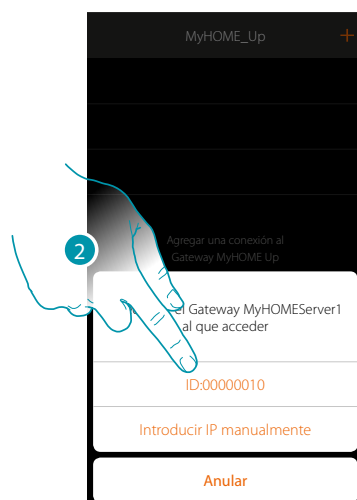 MyHOME_Up +
Agregar una conexión al
Gateway MyHOME Up
2
el Gateway MyHOMEServer1
al que acceder
ID:00000010
Introducir IP manualmente
Anular